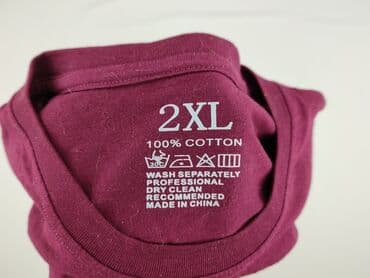 2XL
100% COTTON
WASH SEPARATELY
PROFESSIONAL
DRY CLEAN
RECOMMENDED
MADE IN CHINA